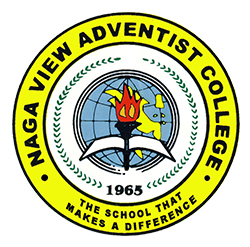 NAGA VIEW ADVENTIST COLLEGE
1965
THE SCHOOL THAT
MAKES A DIFFERENCE